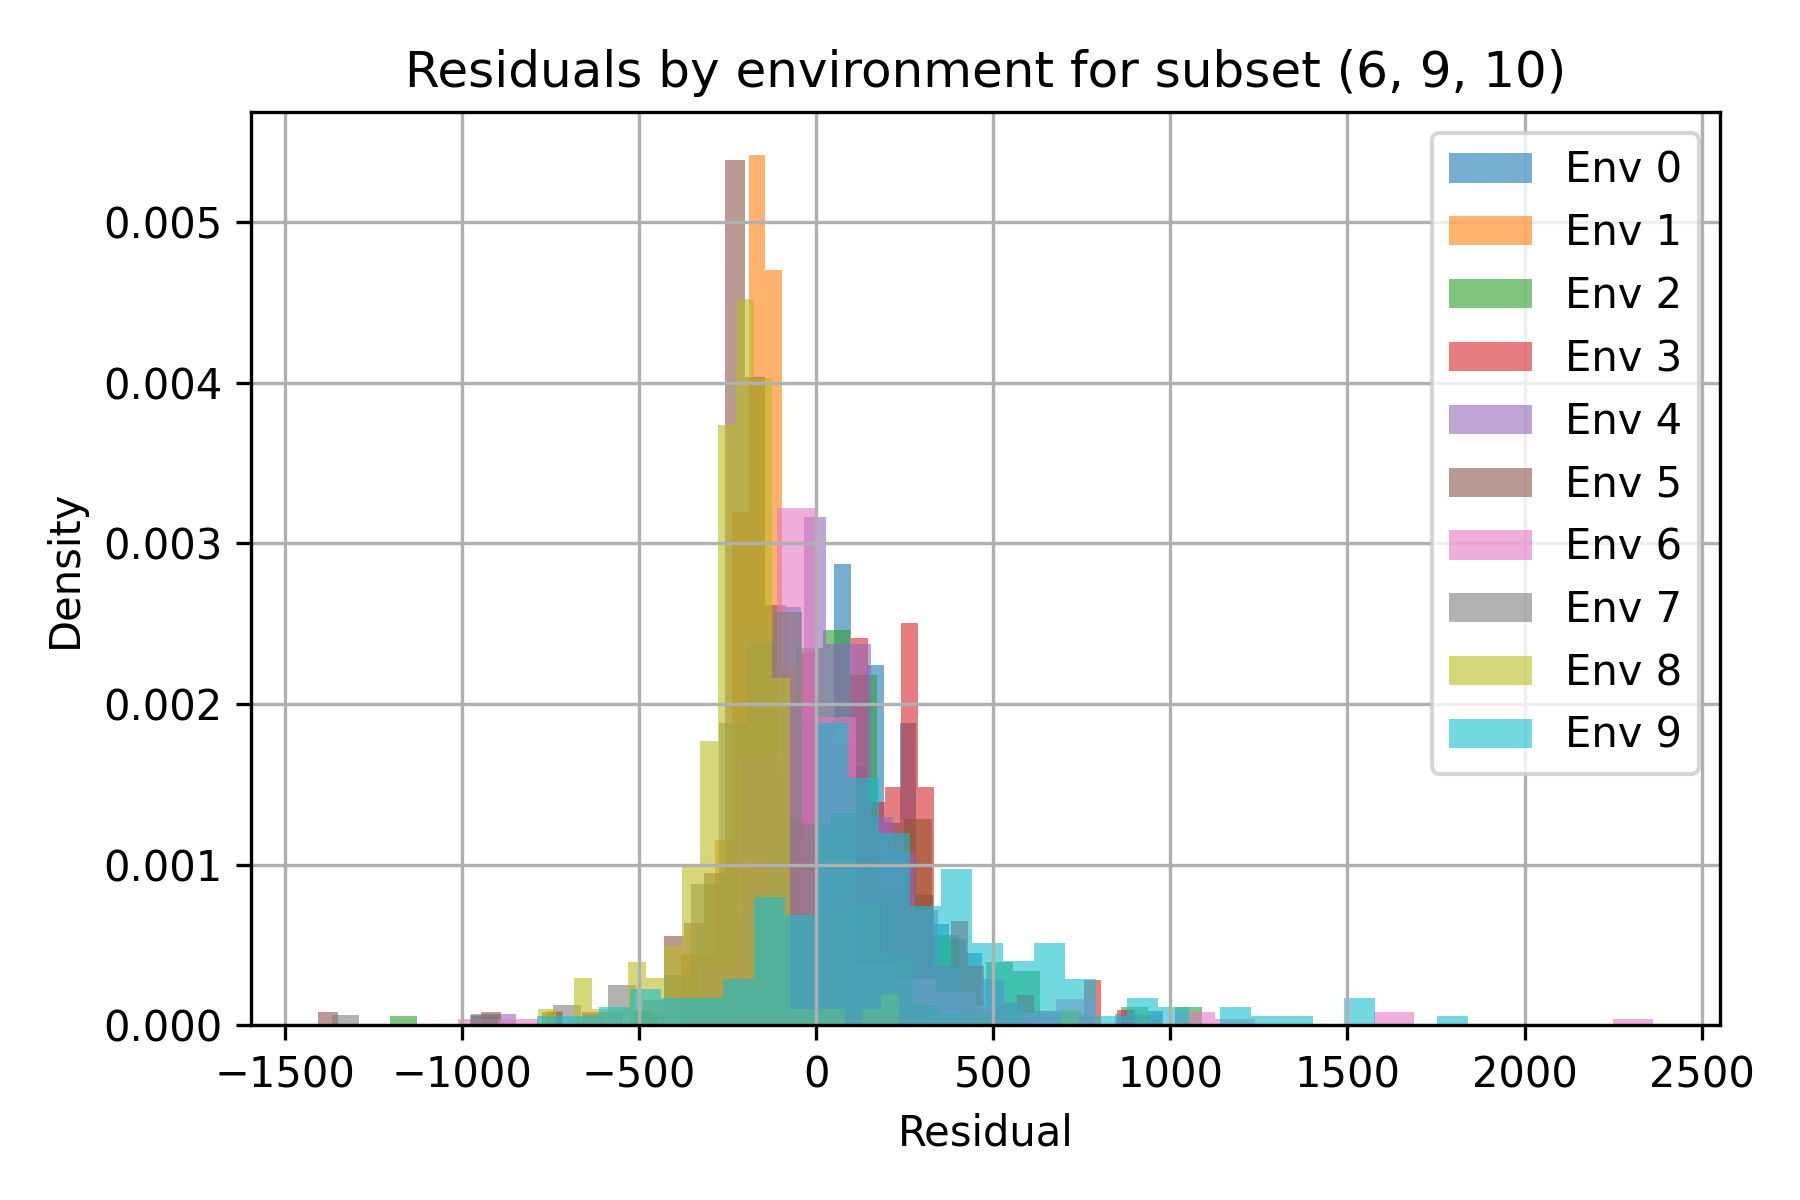 Residuals by environment for subset (6, 9, 10)
Density
0.005
0.004
0.003
0.002
0.001
0.000
−1500 −1000 −500 0 500 1000 1500 2000 2500
Residual
Env 0
Env 1
Env 2
Env 3
Env 4
Env 5
Env 6
Env 7
Env 8
Env 9